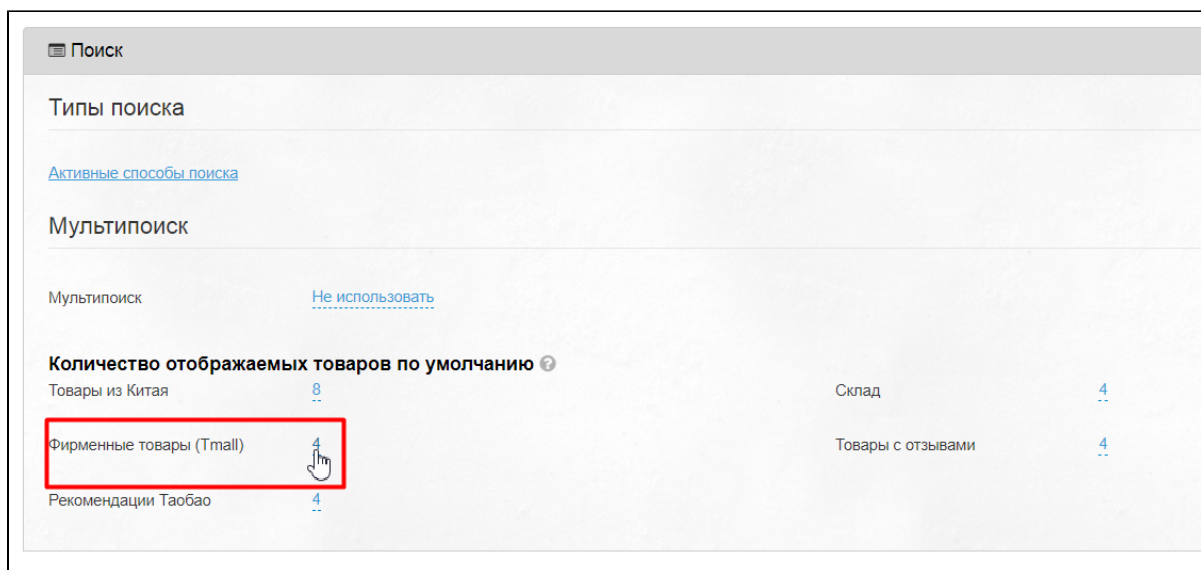 Поиск
Типы поиска
Активные способы поиска
Мультипоиск
Мультипоиск Не использовать
Количество отображаемых товаров по умолчанию ?
Товары из Китая 8 Склад 4
Фирменные товары (Tmall) 4 Товары с отзывами 4
Рекомендации Таобао 4